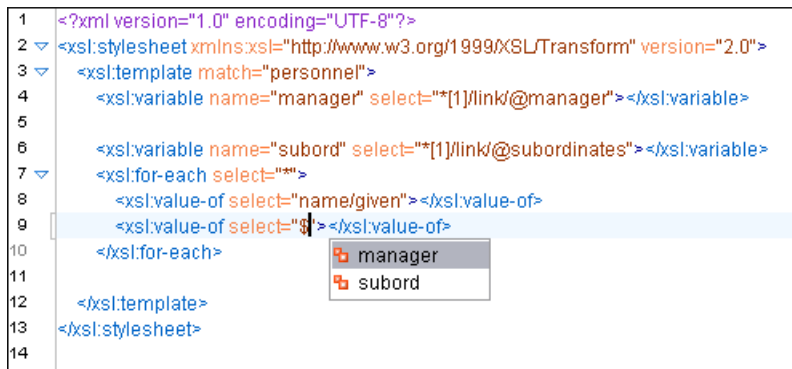 1 <?xml version="1.0" encoding="UTF-8"?>
2 <xsl:stylesheet xmlns:xsl="http://www.w3.org/1999/XSL/Transform" version="2.0">
3 <xsl:template match="personnel">
4 <xsl:variable name="manager" select="*[1]/link/@manager"></xsl:variable>
5
6 <xsl:variable name="subord" select="*[1]/link/@subordinates"></xsl:variable>
7 <xsl:for-each select="*">
8 <xsl:value-of select="name/given"></xsl:value-of>
9 <xsl:value-of select="$"></xsl:value-of>
10 </xsl:for-each>
manager
11
subord
12 </xsl:template>
13 </xsl:stylesheet>
14